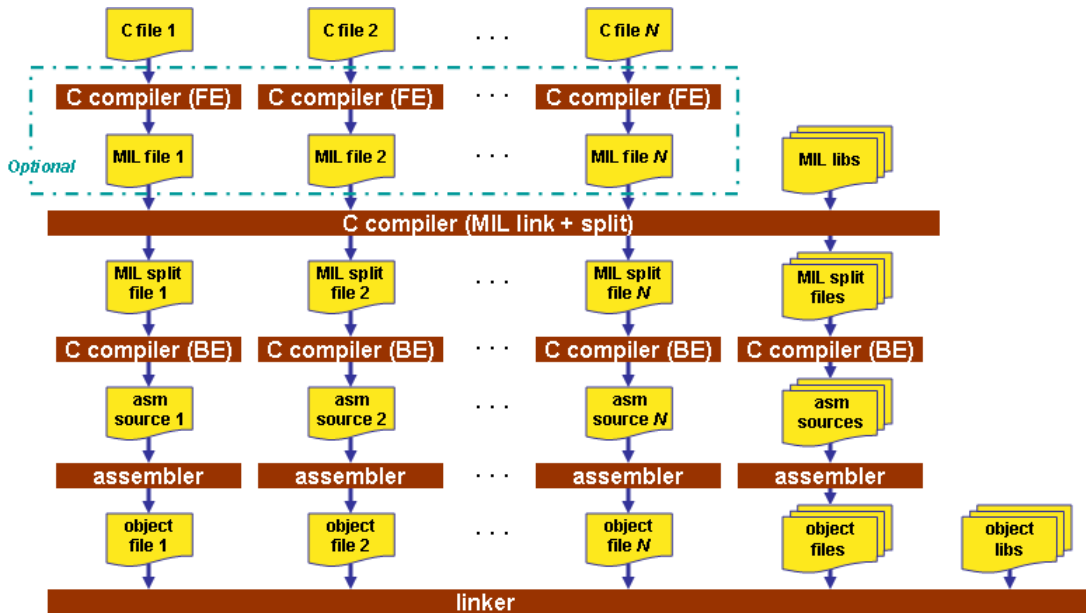 C file 1
C file 2
. . .
C file N
C compiler (FE)
C compiler (FE)
. . .
C compiler (FE)
Optional
MIL file 1
MIL file 2
. . .
MIL file N
MIL libs
C compiler (MIL link + split)
MIL split
file 1
MIL split
file 2
. . .
MIL split
file N
MIL split
files
C compiler (BE)
C compiler (BE)
. . .
C compiler (BE)
C compiler (BE)
asm
source 1
asm
source 2
. . .
asm
source N
asm
sources
assembler
assembler
. . .
assembler
assembler
object
file 1
object
file 2
. . .
object
file N
object
files
object
libs
linker